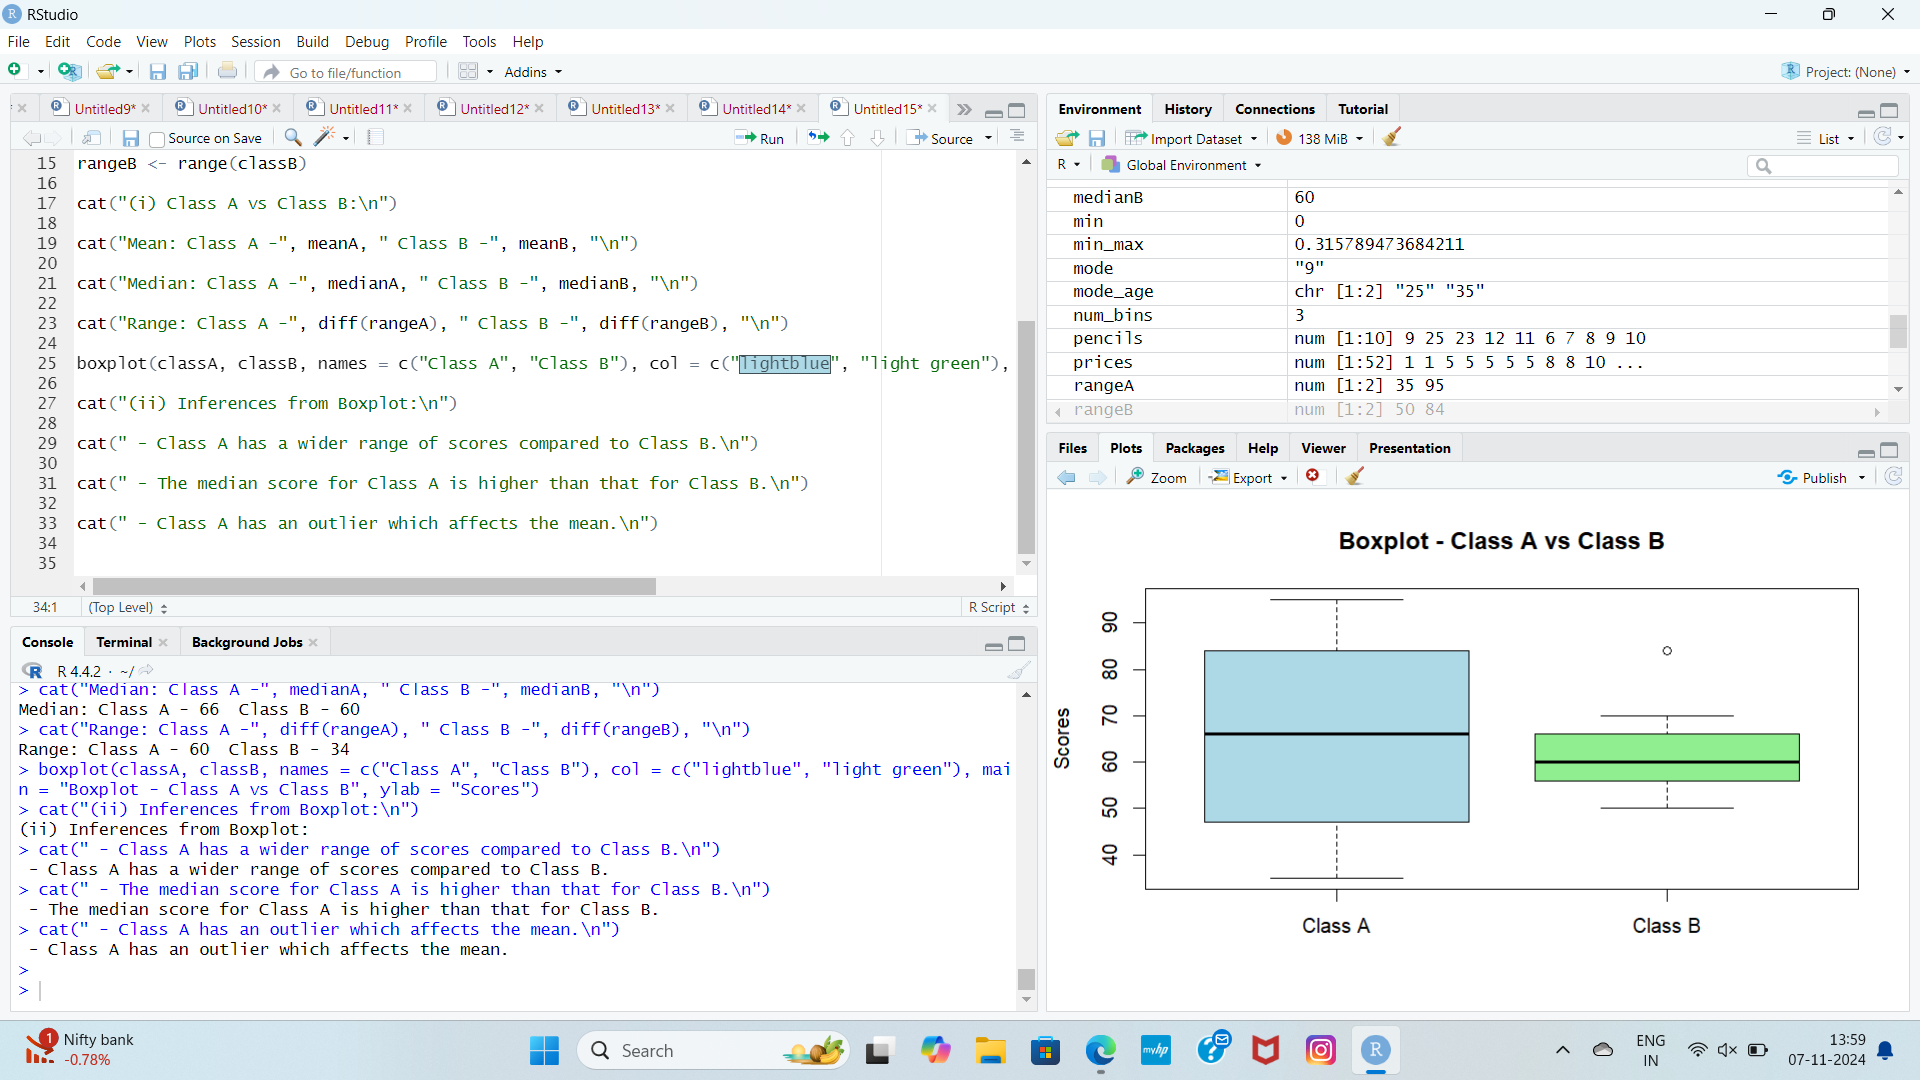 RStudio
File Edit Code View Plots Session Build Debug Profile Tools Help
Go to file/function Addins Project: (None)
Untitled9* Untitled10* Untitled11* Untitled12* Untitled13* Untitled14* Untitled15*
Source on Save Run Source
15 rangeB <- range(classB)
16
17 cat("(i) Class A vs Class B:\n")
18
19 cat("Mean: Class A -", meanA, " Class B -", meanB, "\n")
20
21 cat("Median: Class A -", medianA, " Class B -", medianB, "\n")
22
23 cat("Range: Class A -", diff(rangeA), " Class B -", diff(rangeB), "\n")
24
25 boxplot(classA, classB, names = c("Class A", "Class B"), col = c("lightblue", "light green"),
26
27 cat("(ii) Inferences from Boxplot:\n")
28
29 cat(" - Class A has a wider range of scores compared to Class B.\n")
30
31 cat(" - The median score for Class A is higher than that for Class B.\n")
32
33 cat(" - Class A has an outlier which affects the mean.\n")
34
35
34:1 (Top Level) R Script
Console Terminal Background Jobs
R 4.4.2 · ~/
> cat("Median: Class A -", medianA, " Class B -", medianB, "\n")
Median: Class A - 66  Class B - 60
> cat("Range: Class A -", diff(rangeA), " Class B -", diff(rangeB), "\n")
Range: Class A - 60  Class B - 34
> boxplot(classA, classB, names = c("Class A", "Class B"), col = c("lightblue", "light green"), mai
n = "Boxplot - Class A vs Class B", ylab = "Scores")
> cat("(ii) Inferences from Boxplot:\n")
(ii) Inferences from Boxplot:
> cat(" - Class A has a wider range of scores compared to Class B.\n")
 - Class A has a wider range of scores compared to Class B.
> cat(" - The median score for Class A is higher than that for Class B.\n")
 - The median score for Class A is higher than that for Class B.
> cat(" - Class A has an outlier which affects the mean.\n")
 - Class A has an outlier which affects the mean.
>
>
Environment History Connections Tutorial
Import Dataset 138 MiB List
R Global Environment
medianB 60
min 0
min_max 0.315789473684211
mode "9"
mode_age chr [1:2] "25" "35"
num_bins 3
pencils num [1:10] 9 25 23 12 11 6 7 8 9 10
prices num [1:52] 1 1 5 5 5 5 5 8 8 10 ...
rangeA num [1:2] 35 95
rangeB num [1:2] 50 84
Files Plots Packages Help Viewer Presentation
Zoom Export Publish
Boxplot - Class A vs Class B
Scores
90
80
70
60
50
40
Class A Class B
1 Nifty bank
-0.78%
Search
myhp
R
ENG
IN
13:59
07-11-2024